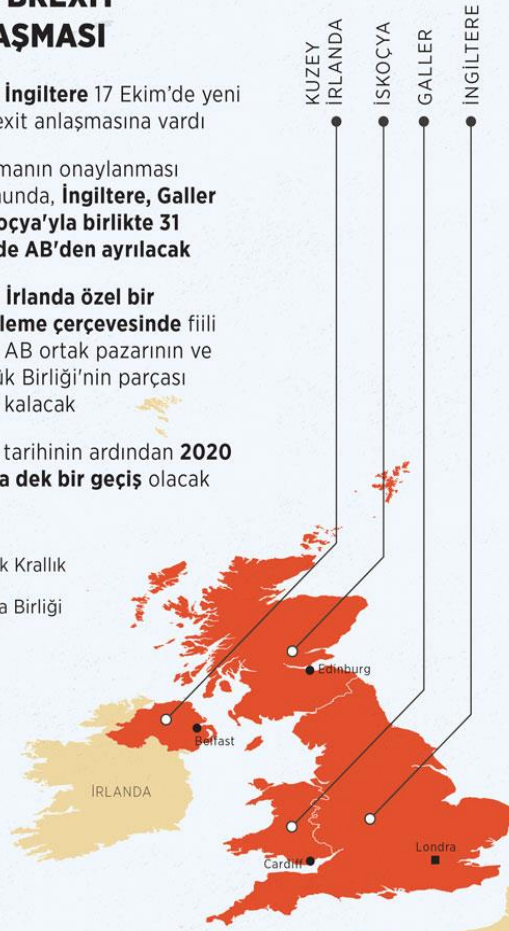 BREXIT
AŞMASI
İngiltere 17 Ekim'de yeni
exit anlaşmasına vardı
manın onaylanması
unda, İngiltere, Galler
oçya'yla birlikte 31
de AB'den ayrılacak
İrlanda özel bir
leme çerçevesinde fiili
AB ortak pazarının ve
ük Birliği'nin parçası
kalacak
tarihinin ardından 2020
a dek bir geçiş olacak
k Krallık
a Birliği
KUZEY
İRLANDA
İSKOÇYA
GALLER
İNGİLTERE
Edinburg
Belfast
İRLANDA
Londra
Cardiff